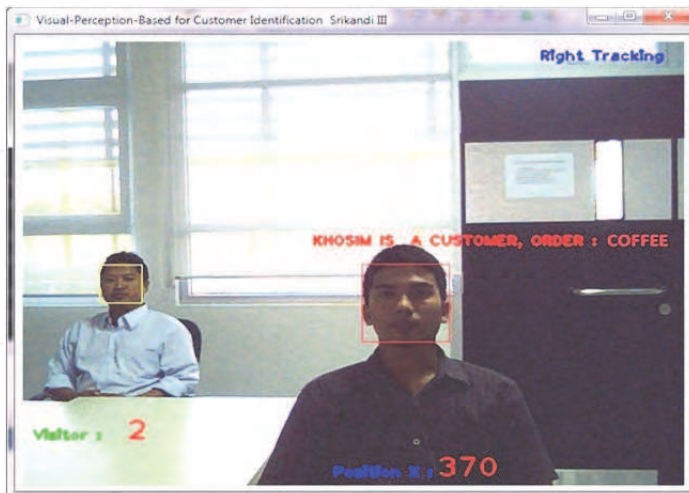 Visual-Perception-Based for Customer Identification Srikandi III
Right Tracking
KHOSIM IS A CUSTOMER, ORDER : COFFEE
Visitor : 2
Position X : 370